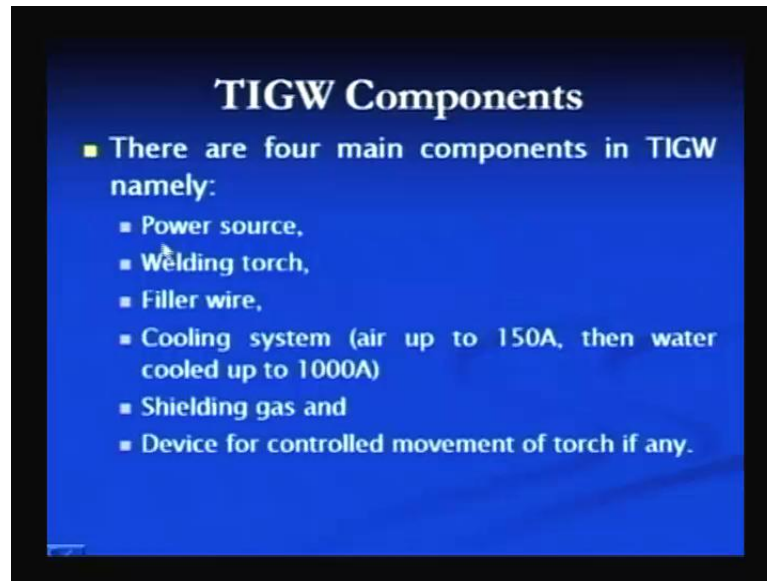 TIGW Components
There are four main components in TIGW
namely:
Power source,
Welding torch,
Filler wire,
Cooling system (air up to 150A, then water
cooled up to 1000A)
Shielding gas and
Device for controlled movement of torch if any.